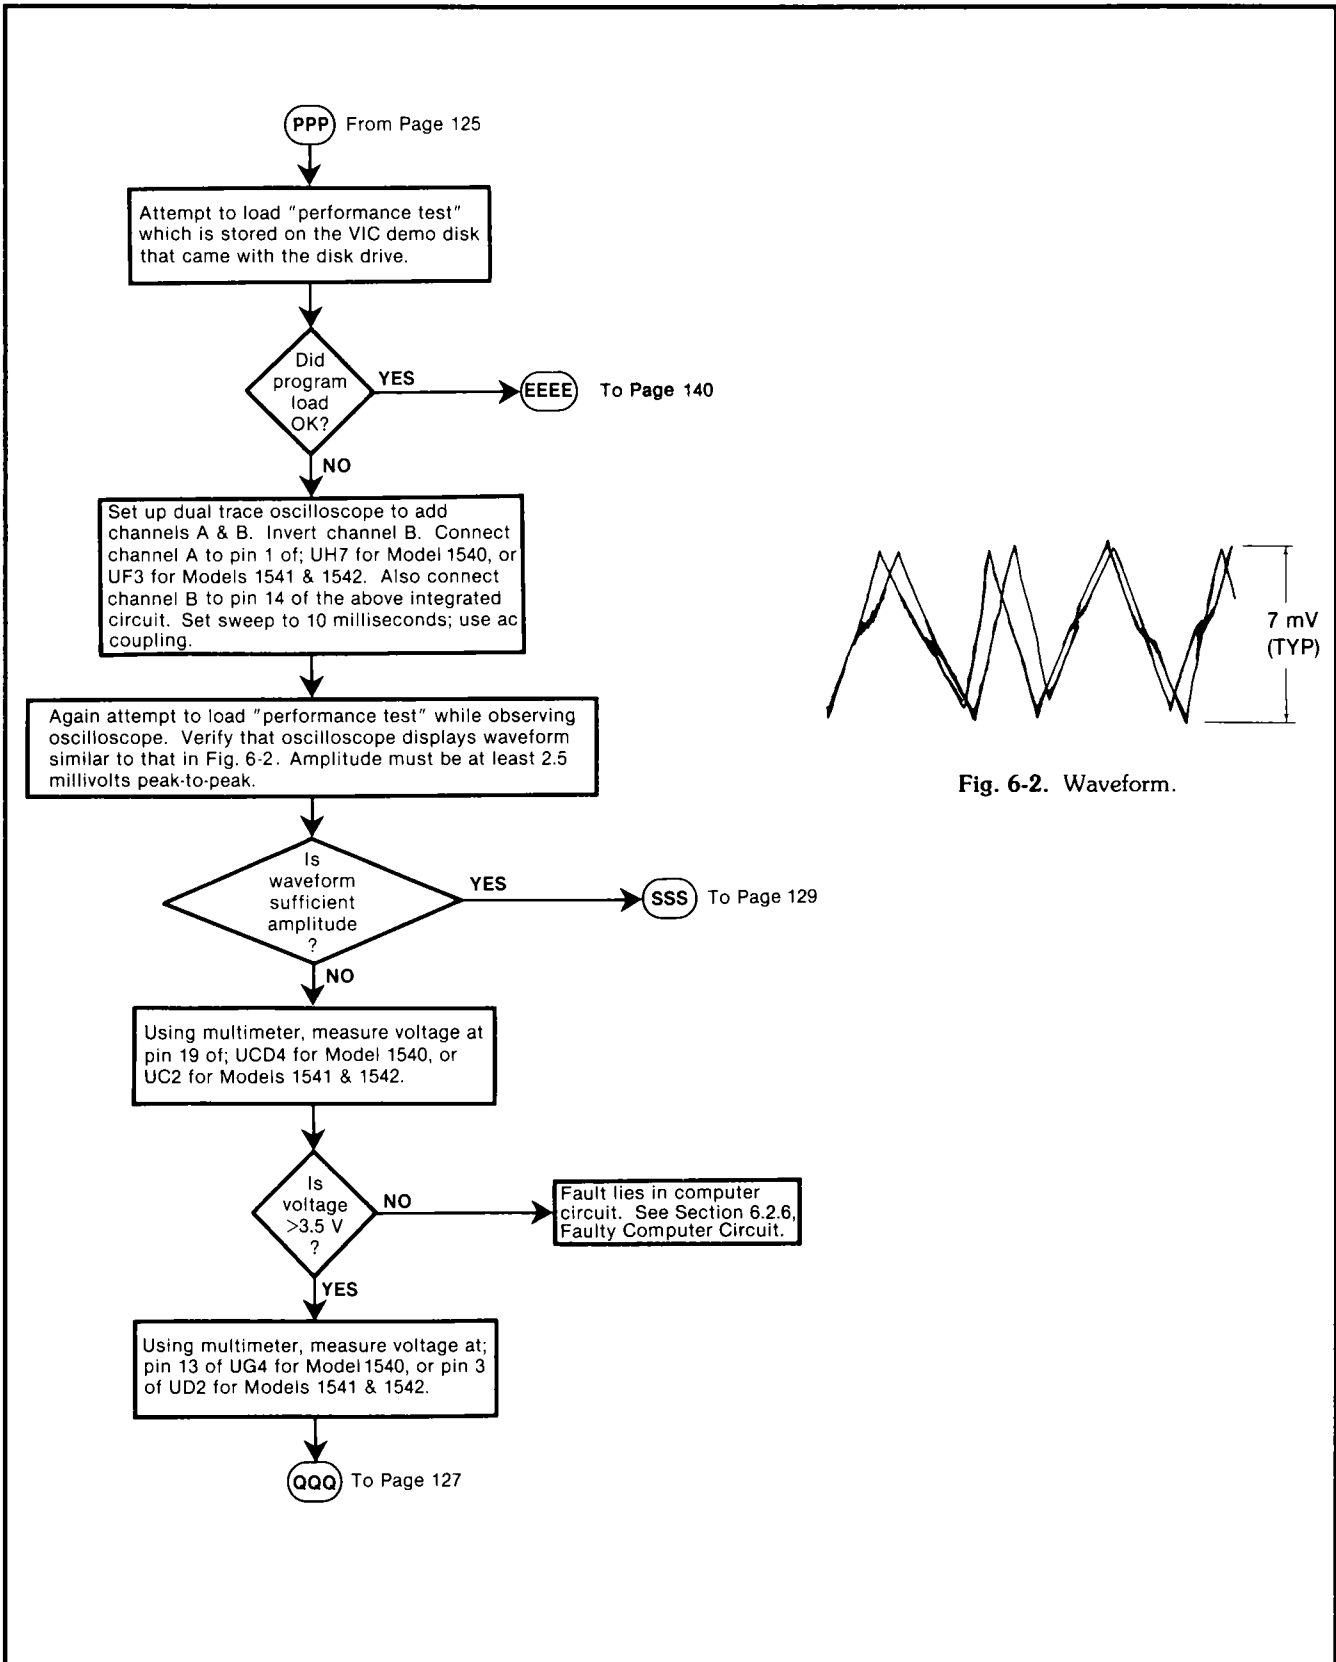 PPP From Page 125
Attempt to load "performance test"
which is stored on the VIC demo disk
that came with the disk drive.
Did
program
load
OK?
YES
EEEE To Page 140
NO
Set up dual trace oscilloscope to add
channels A & B. Invert channel B. Connect
channel A to pin 1 of; UH7 for Model 1540, or
UF3 for Models 1541 & 1542. Also connect
channel B to pin 14 of the above integrated
circuit. Set sweep to 10 milliseconds; use ac
coupling.
7 mV
(TYP)
Fig. 6-2. Waveform.
Again attempt to load "performance test" while observing
oscilloscope. Verify that oscilloscope displays waveform
similar to that in Fig. 6-2. Amplitude must be at least 2.5
millivolts peak-to-peak.
Is
waveform
sufficient
amplitude
?
YES
SSS To Page 129
NO
Using multimeter, measure voltage at
pin 19 of; UCD4 for Model 1540, or
UC2 for Models 1541 & 1542.
Is
voltage
>3.5 V
?
NO
Fault lies in computer
circuit. See Section 6.2.6,
Faulty Computer Circuit.
YES
Using multimeter, measure voltage at;
pin 13 of UG4 for Model 1540, or pin 3
of UD2 for Models 1541 & 1542.
QQQ To Page 127